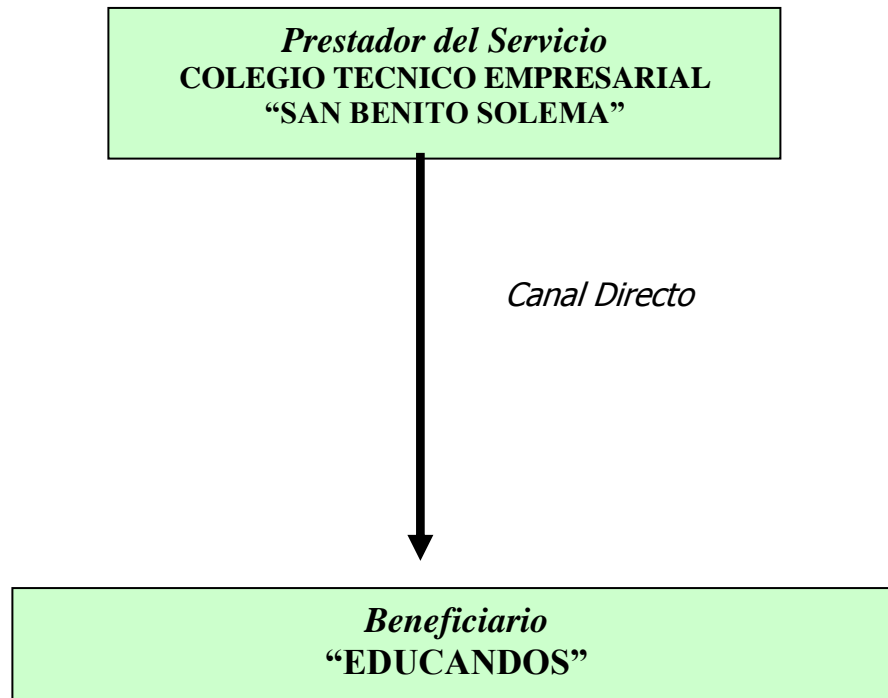 Prestador del Servicio
COLEGIO TECNICO EMPRESARIAL
“SAN BENITO SOLEMA”
Canal Directo
Beneficiario
“EDUCANDOS”